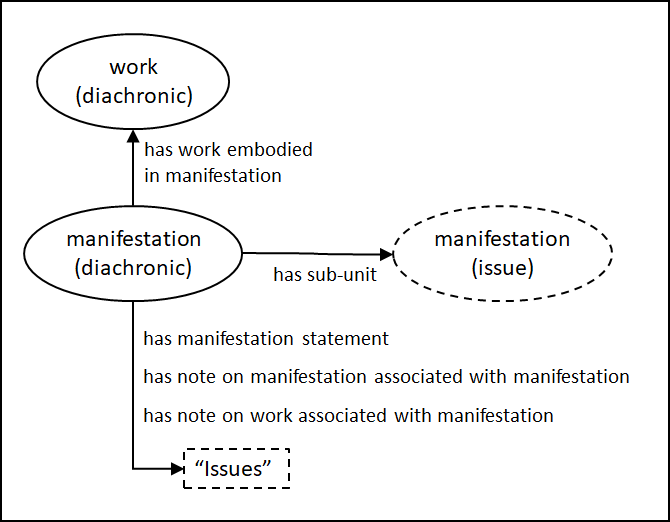 work
(diachronic)
has work embodied
in manifestation
manifestation
(diachronic)
has sub-unit
manifestation
(issue)
has manifestation statement
has note on manifestation associated with manifestation
has note on work associated with manifestation
“Issues”